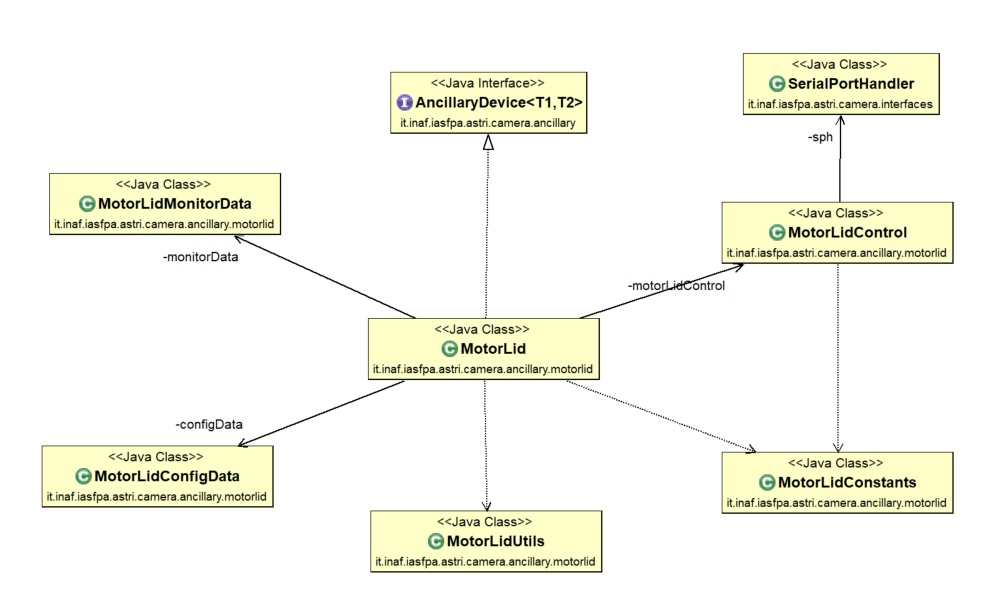 <<Java Class>>
C SerialPortHandler
it.inaf.iasfpa.astri.camera.interfaces
<<Java Interface>>
I AncillaryDevice<T1,T2>
it.inaf.iasfpa.astri.camera.ancillary
-sph
<<Java Class>>
C MotorLidMonitorData
it.inaf.iasfpa.astri.camera.ancillary.motorlid
<<Java Class>>
C MotorLidControl
it.inaf.iasfpa.astri.camera.ancillary.motorlid
-monitorData
-motorLidControl
<<Java Class>>
C MotorLid
it.inaf.iasfpa.astri.camera.ancillary.motorlid
-configData
<<Java Class>>
C MotorLidConfigData
it.inaf.iasfpa.astri.camera.ancillary.motorlid
<<Java Class>>
C MotorLidConstants
it.inaf.iasfpa.astri.camera.ancillary.motorlid
<<Java Class>>
C MotorLidUtils
it.inaf.iasfpa.astri.camera.ancillary.motorlid